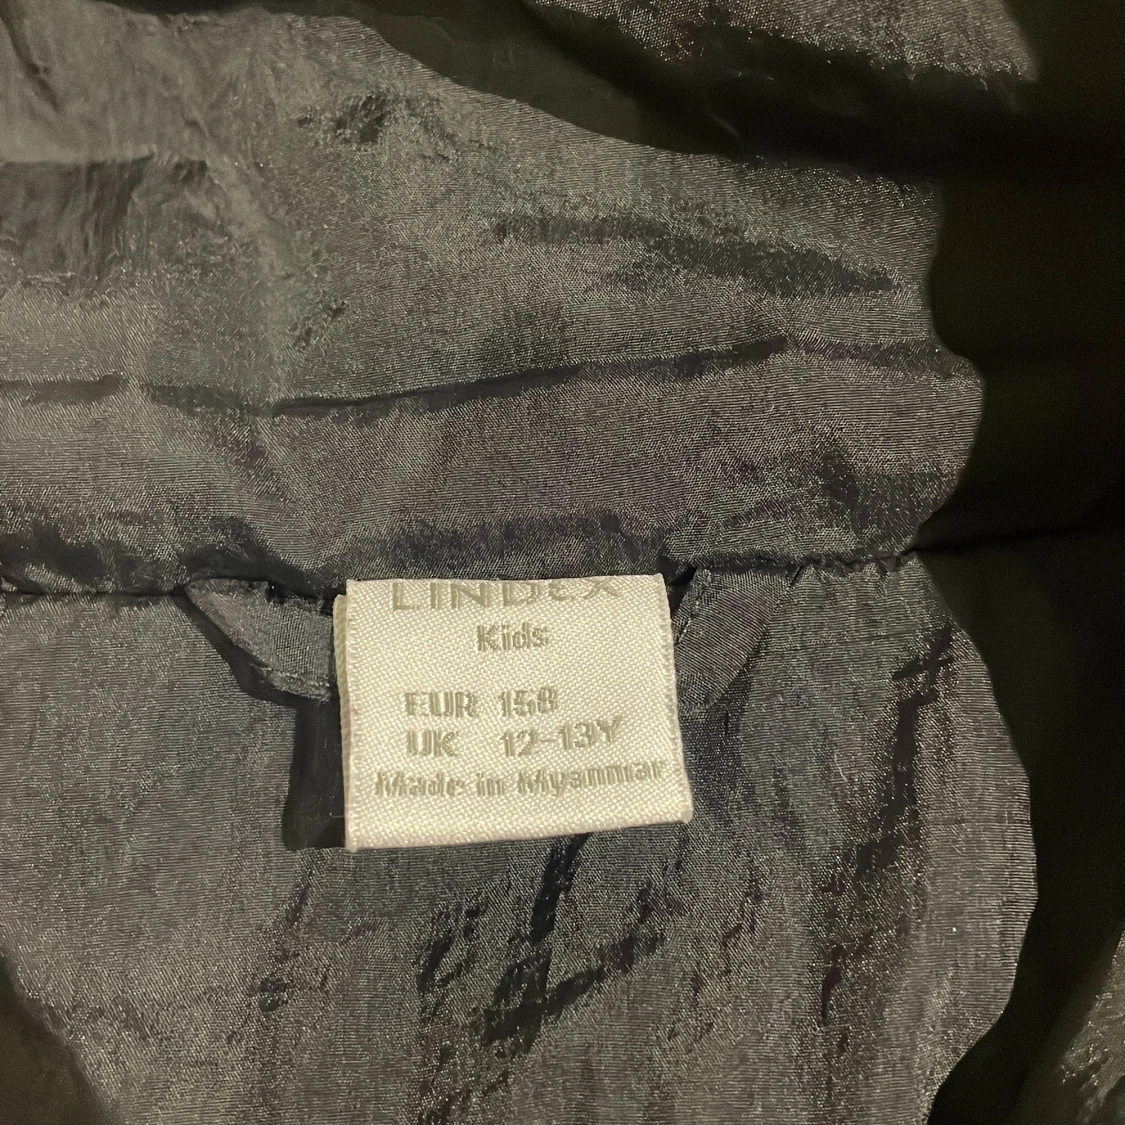 LINDEX
Kids
EUR 158
UK 12-13Y
Made in Myanmar